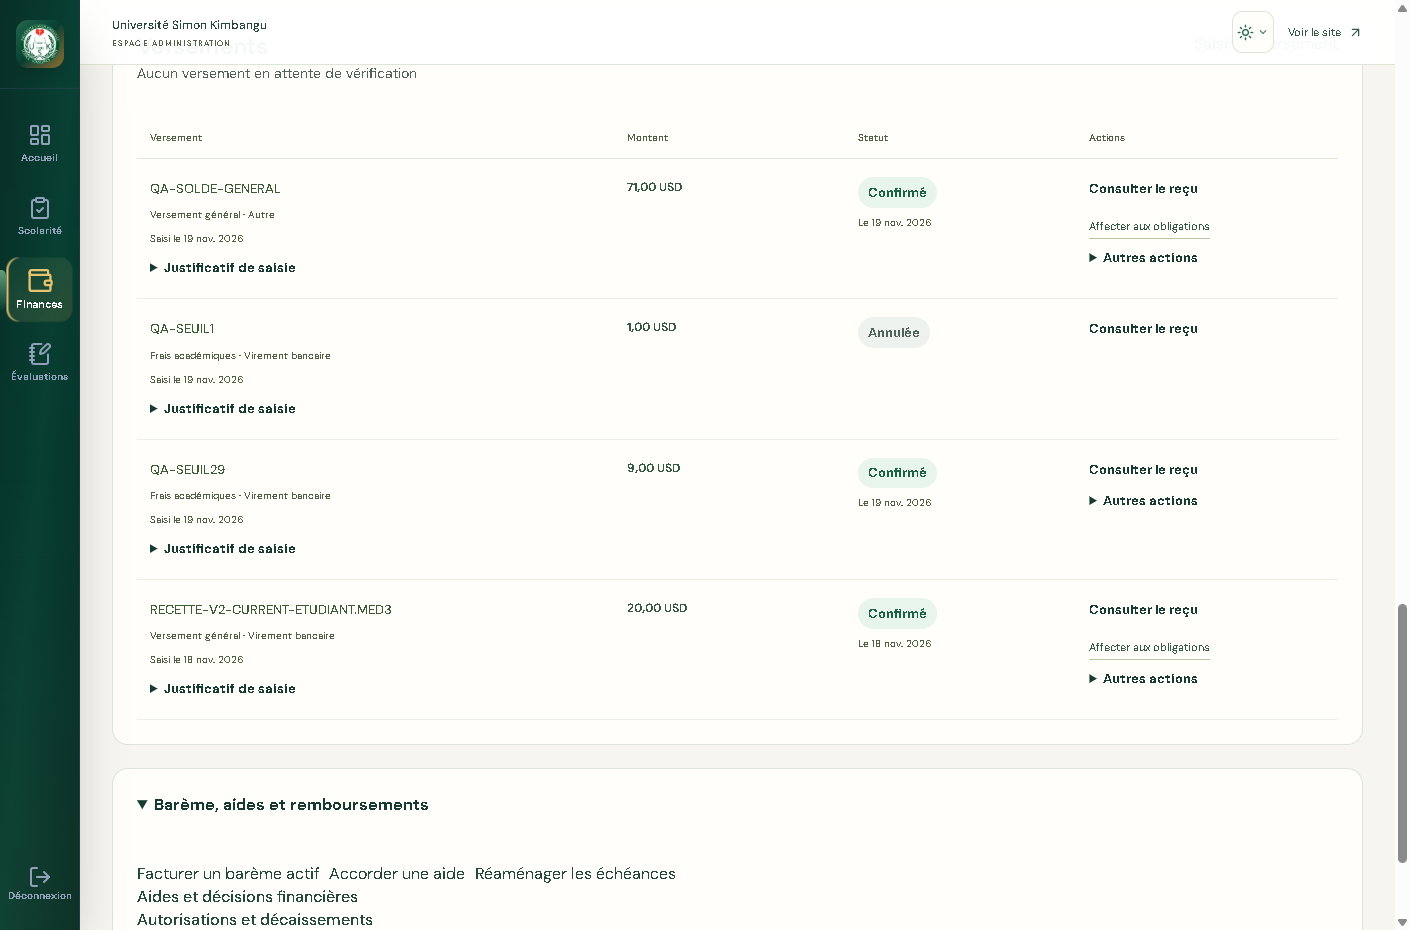 Université Simon Kimbangu
ESPACE ADMINISTRATION
Voir le site
Versements
Saisir un versement
Aucun versement en attente de vérification
Accueil
Scolarité
Finances
Évaluations
Déconnexion
Versement Montant Statut Actions
QA-SOLDE-GENERAL 71,00 USD Confirmé Consulter le reçu
Versement général · Autre Le 19 nov. 2026 Affecter aux obligations
Saisi le 19 nov. 2026
Justificatif de saisie Autres actions
QA-SEUIL1 1,00 USD Annulée Consulter le reçu
Frais académiques · Virement bancaire
Saisi le 19 nov. 2026
Justificatif de saisie
QA-SEUIL29 9,00 USD Confirmé Consulter le reçu
Frais académiques · Virement bancaire Le 19 nov. 2026 Autres actions
Saisi le 19 nov. 2026
Justificatif de saisie
RECETTE-V2-CURRENT-ETUDIANT.MED3 20,00 USD Confirmé Consulter le reçu
Versement général · Virement bancaire Le 18 nov. 2026 Affecter aux obligations
Saisi le 18 nov. 2026
Justificatif de saisie Autres actions
Barème, aides et remboursements
Facturer un barème actif Accorder une aide Réaménager les échéances
Aides et décisions financières
Autorisations et décaissements